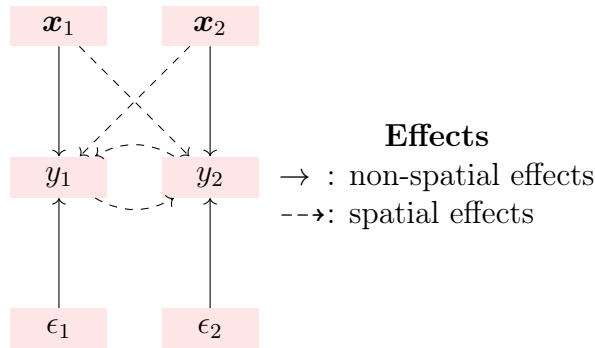 x₁ x₂
Effects
y₁ y₂ → : non-spatial effects
⇢: spatial effects
ϵ₁ ϵ₂